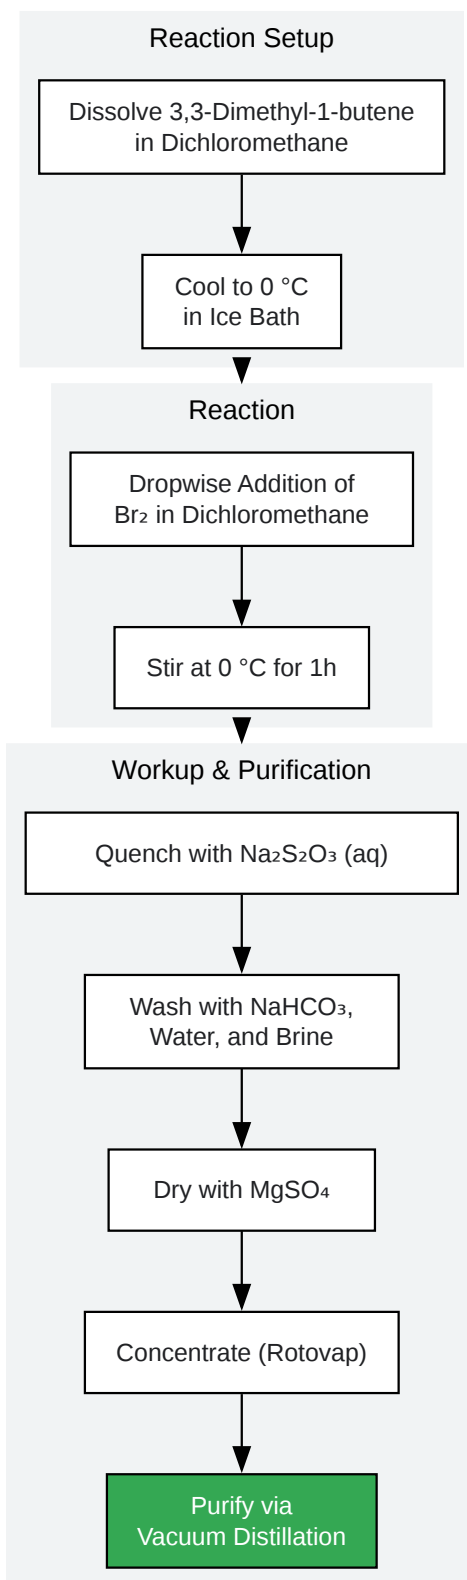 Reaction Setup
Dissolve 3,3-Dimethyl-1-butene
in Dichloromethane
Cool to 0 °C
in Ice Bath
Reaction
Dropwise Addition of
Br₂ in Dichloromethane
Stir at 0 °C for 1h
Workup & Purification
Quench with Na₂S₂O₃ (aq)
Wash with NaHCO₃,
Water, and Brine
Dry with MgSO₄
Concentrate (Rotovap)
Purify via
Vacuum Distillation